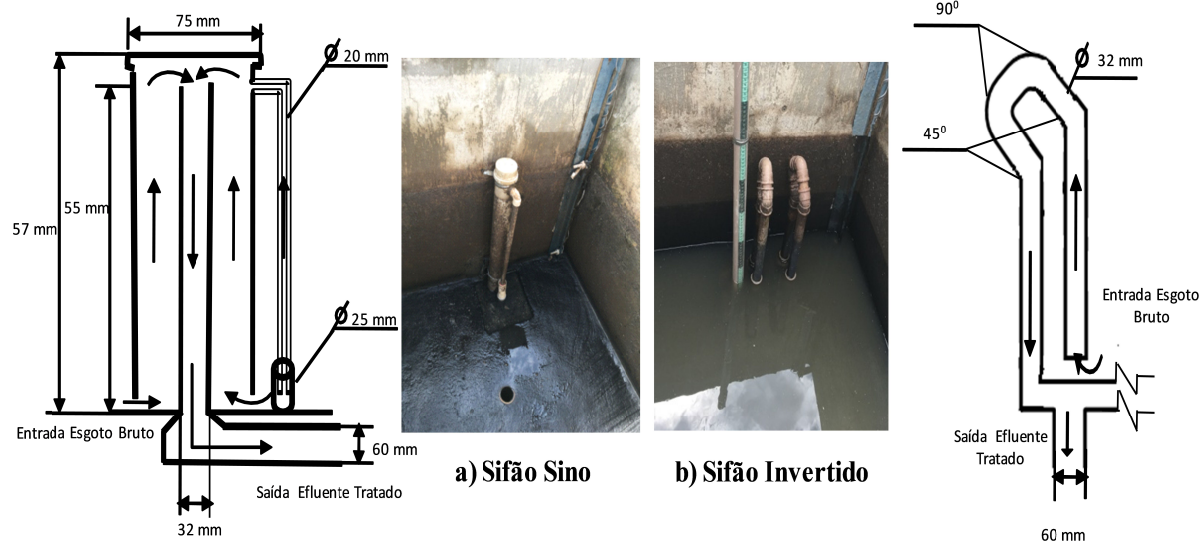 75 mm
20 mm
57 mm
55 mm
25 mm
Entrada Esgoto Bruto
60 mm
Saída Efluente Tratado
32 mm
a) Sifão Sino
b) Sifão Invertido
90⁰
32 mm
45⁰
Entrada Esgoto
Bruto
Saída Efluente
Tratado
60 mm